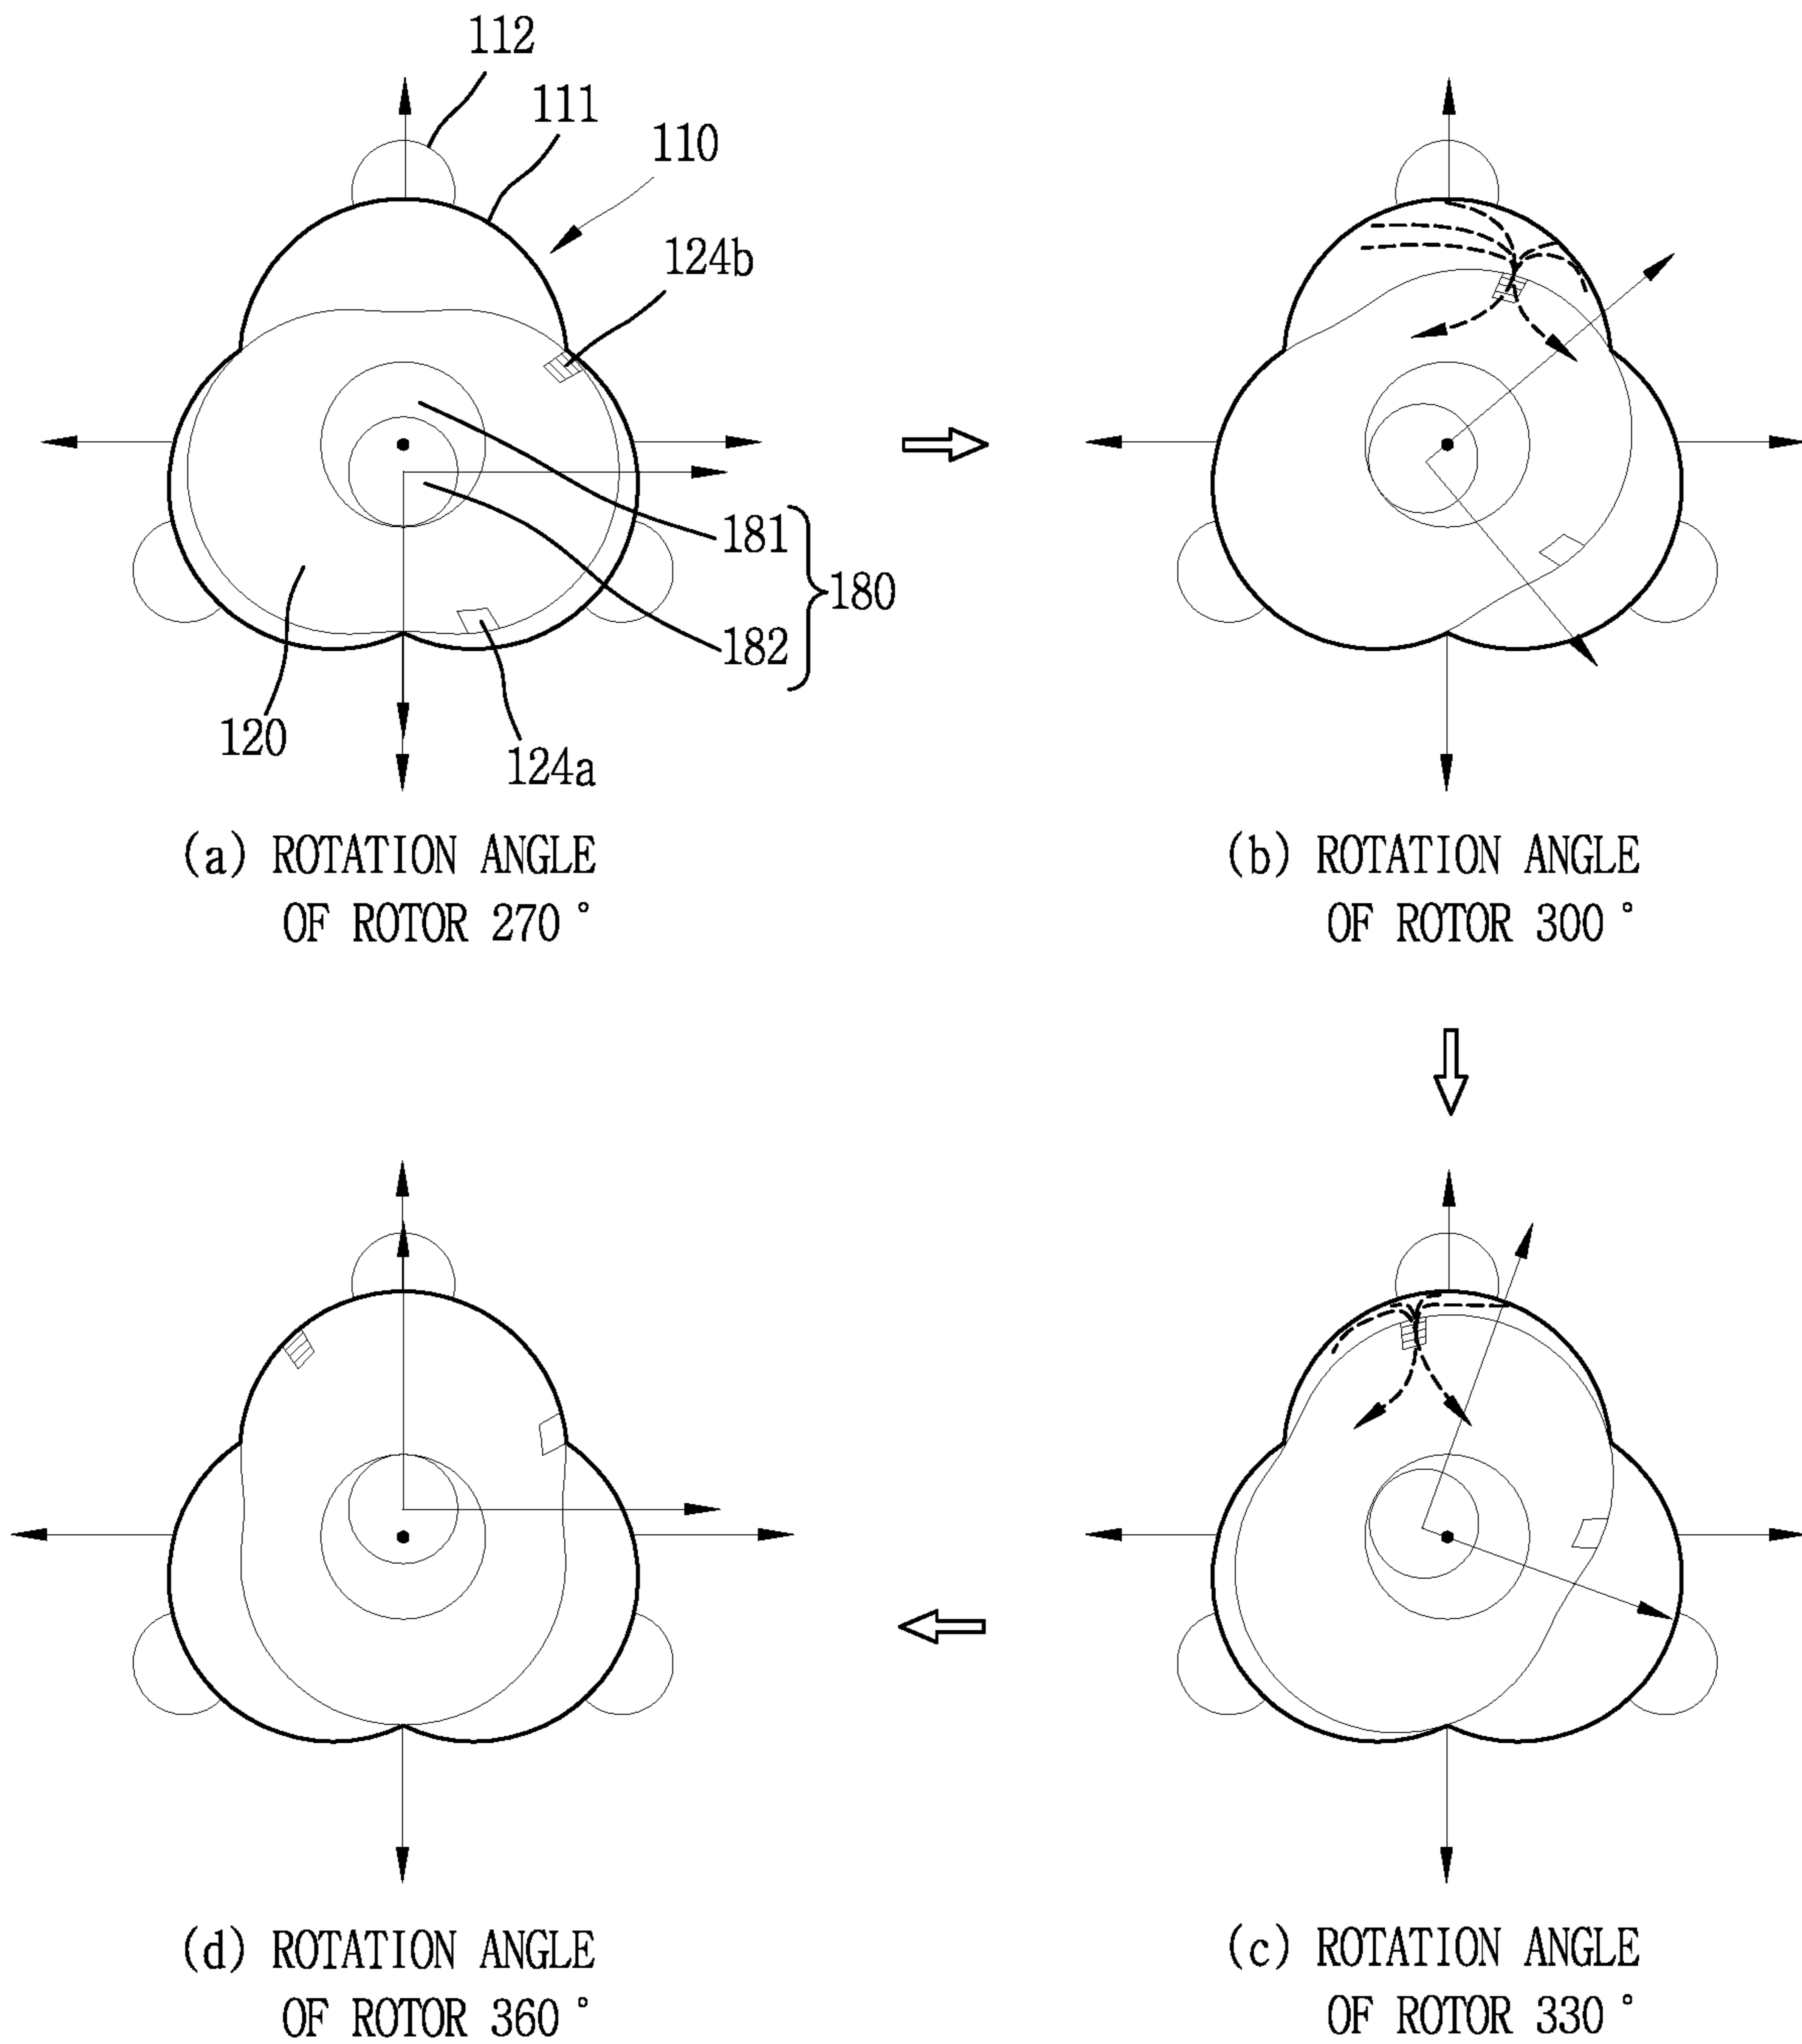 112
111
110
124b
181
180
182
120
124a
(a) ROTATION ANGLE
OF ROTOR 270°
(b) ROTATION ANGLE
OF ROTOR 300°
(d) ROTATION ANGLE
OF ROTOR 360°
(c) ROTATION ANGLE
OF ROTOR 330°